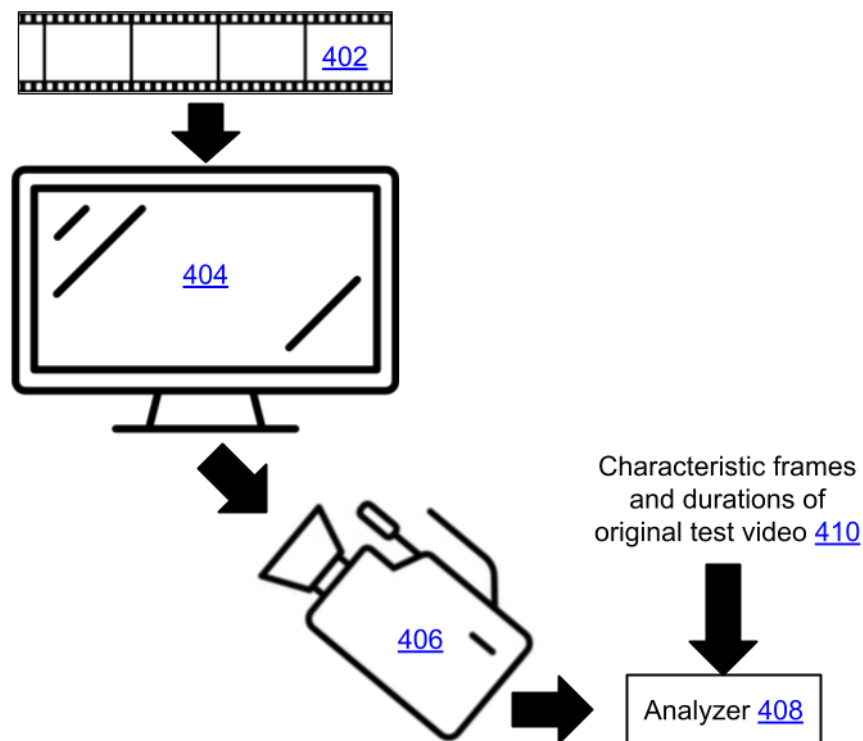 402
404
Characteristic frames
and durations of
original test video 410
406
Analyzer 408